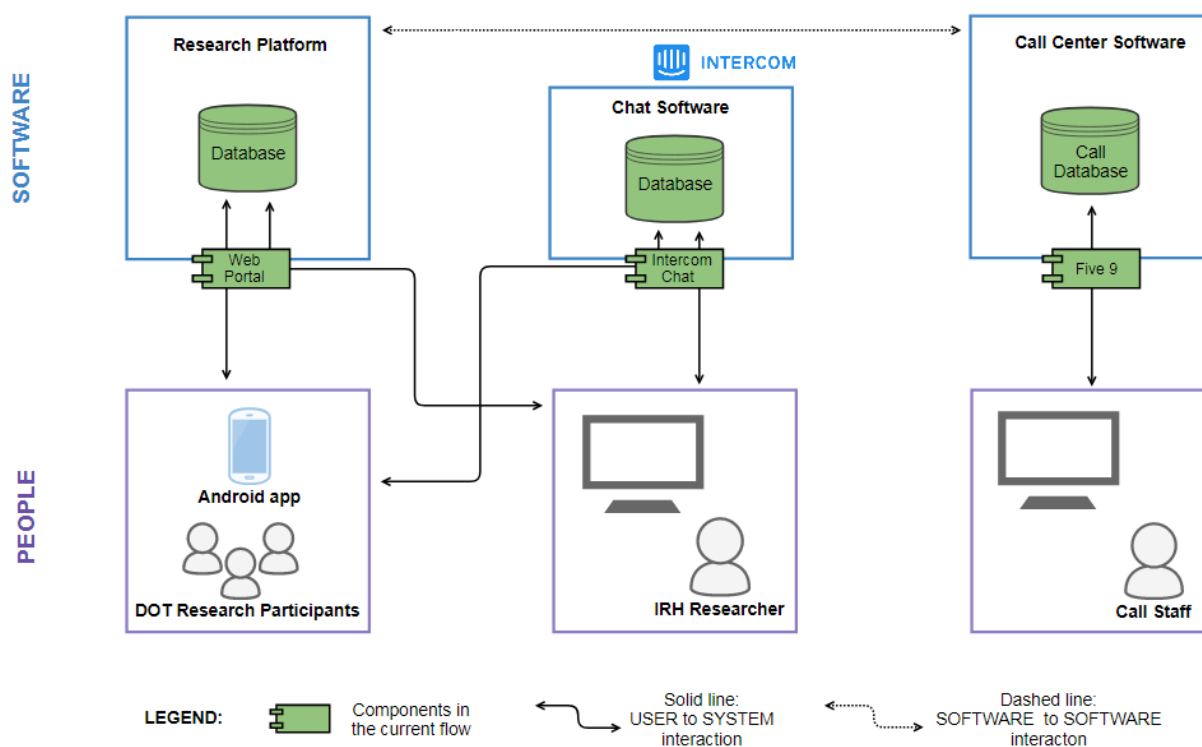 SOFTWARE
Research Platform
Database
Web
Portal
INTERCOM
Chat Software
Database
Intercom
Chat
Call Center Software
Call
Database
Five 9
PEOPLE
Android app
DOT Research Participants
IRH Researcher
Call Staff
LEGEND:
Components in
the current flow
Solid line:
USER to SYSTEM
interaction
Dashed line:
SOFTWARE to SOFTWARE
interacton